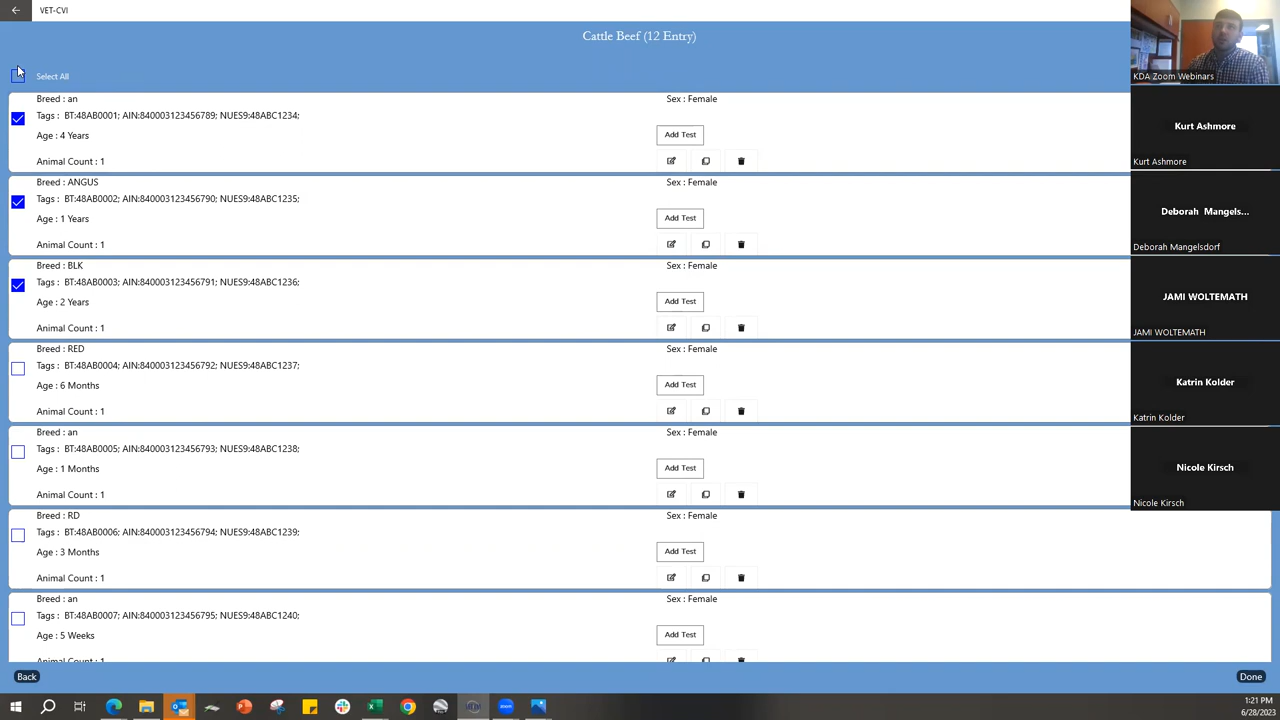 VET-CVI
Cattle Beef (12 Entry)
Select All
Breed : an
Sex : Female
Tags : BT:48AB0001; AIN:840003123456789; NUES9:48ABC1234;
Age : 4 Years
Add Test
Animal Count : 1
Breed : ANGUS
Sex : Female
Tags : BT:48AB0002; AIN:840003123456790; NUES9:48ABC1235;
Age : 1 Years
Add Test
Animal Count : 1
Breed : BLK
Sex : Female
Tags : BT:48AB0003; AIN:840003123456791; NUES9:48ABC1236;
Age : 2 Years
Add Test
Animal Count : 1
Breed : RED
Sex : Female
Tags : BT:48AB0004; AIN:840003123456792; NUES9:48ABC1237;
Age : 6 Months
Add Test
Animal Count : 1
Breed : an
Sex : Female
Tags : BT:48AB0005; AIN:840003123456793; NUES9:48ABC1238;
Age : 1 Months
Add Test
Animal Count : 1
Breed : RD
Sex : Female
Tags : BT:48AB0006; AIN:840003123456794; NUES9:48ABC1239;
Age : 3 Months
Add Test
Animal Count : 1
Breed : an
Sex : Female
Tags : BT:48AB0007; AIN:840003123456795; NUES9:48ABC1240;
Age : 5 Weeks
Add Test
Animal Count : 1
Back
Done
KDA Zoom Webinars
Kurt Ashmore
Kurt Ashmore
Deborah Mangels...
Deborah Mangelsdorf
JAMI WOLTEMATH
JAMI WOLTEMATH
Katrin Kolder
Katrin Kolder
Nicole Kirsch
Nicole Kirsch
zoom
1:21 PM
6/28/2023